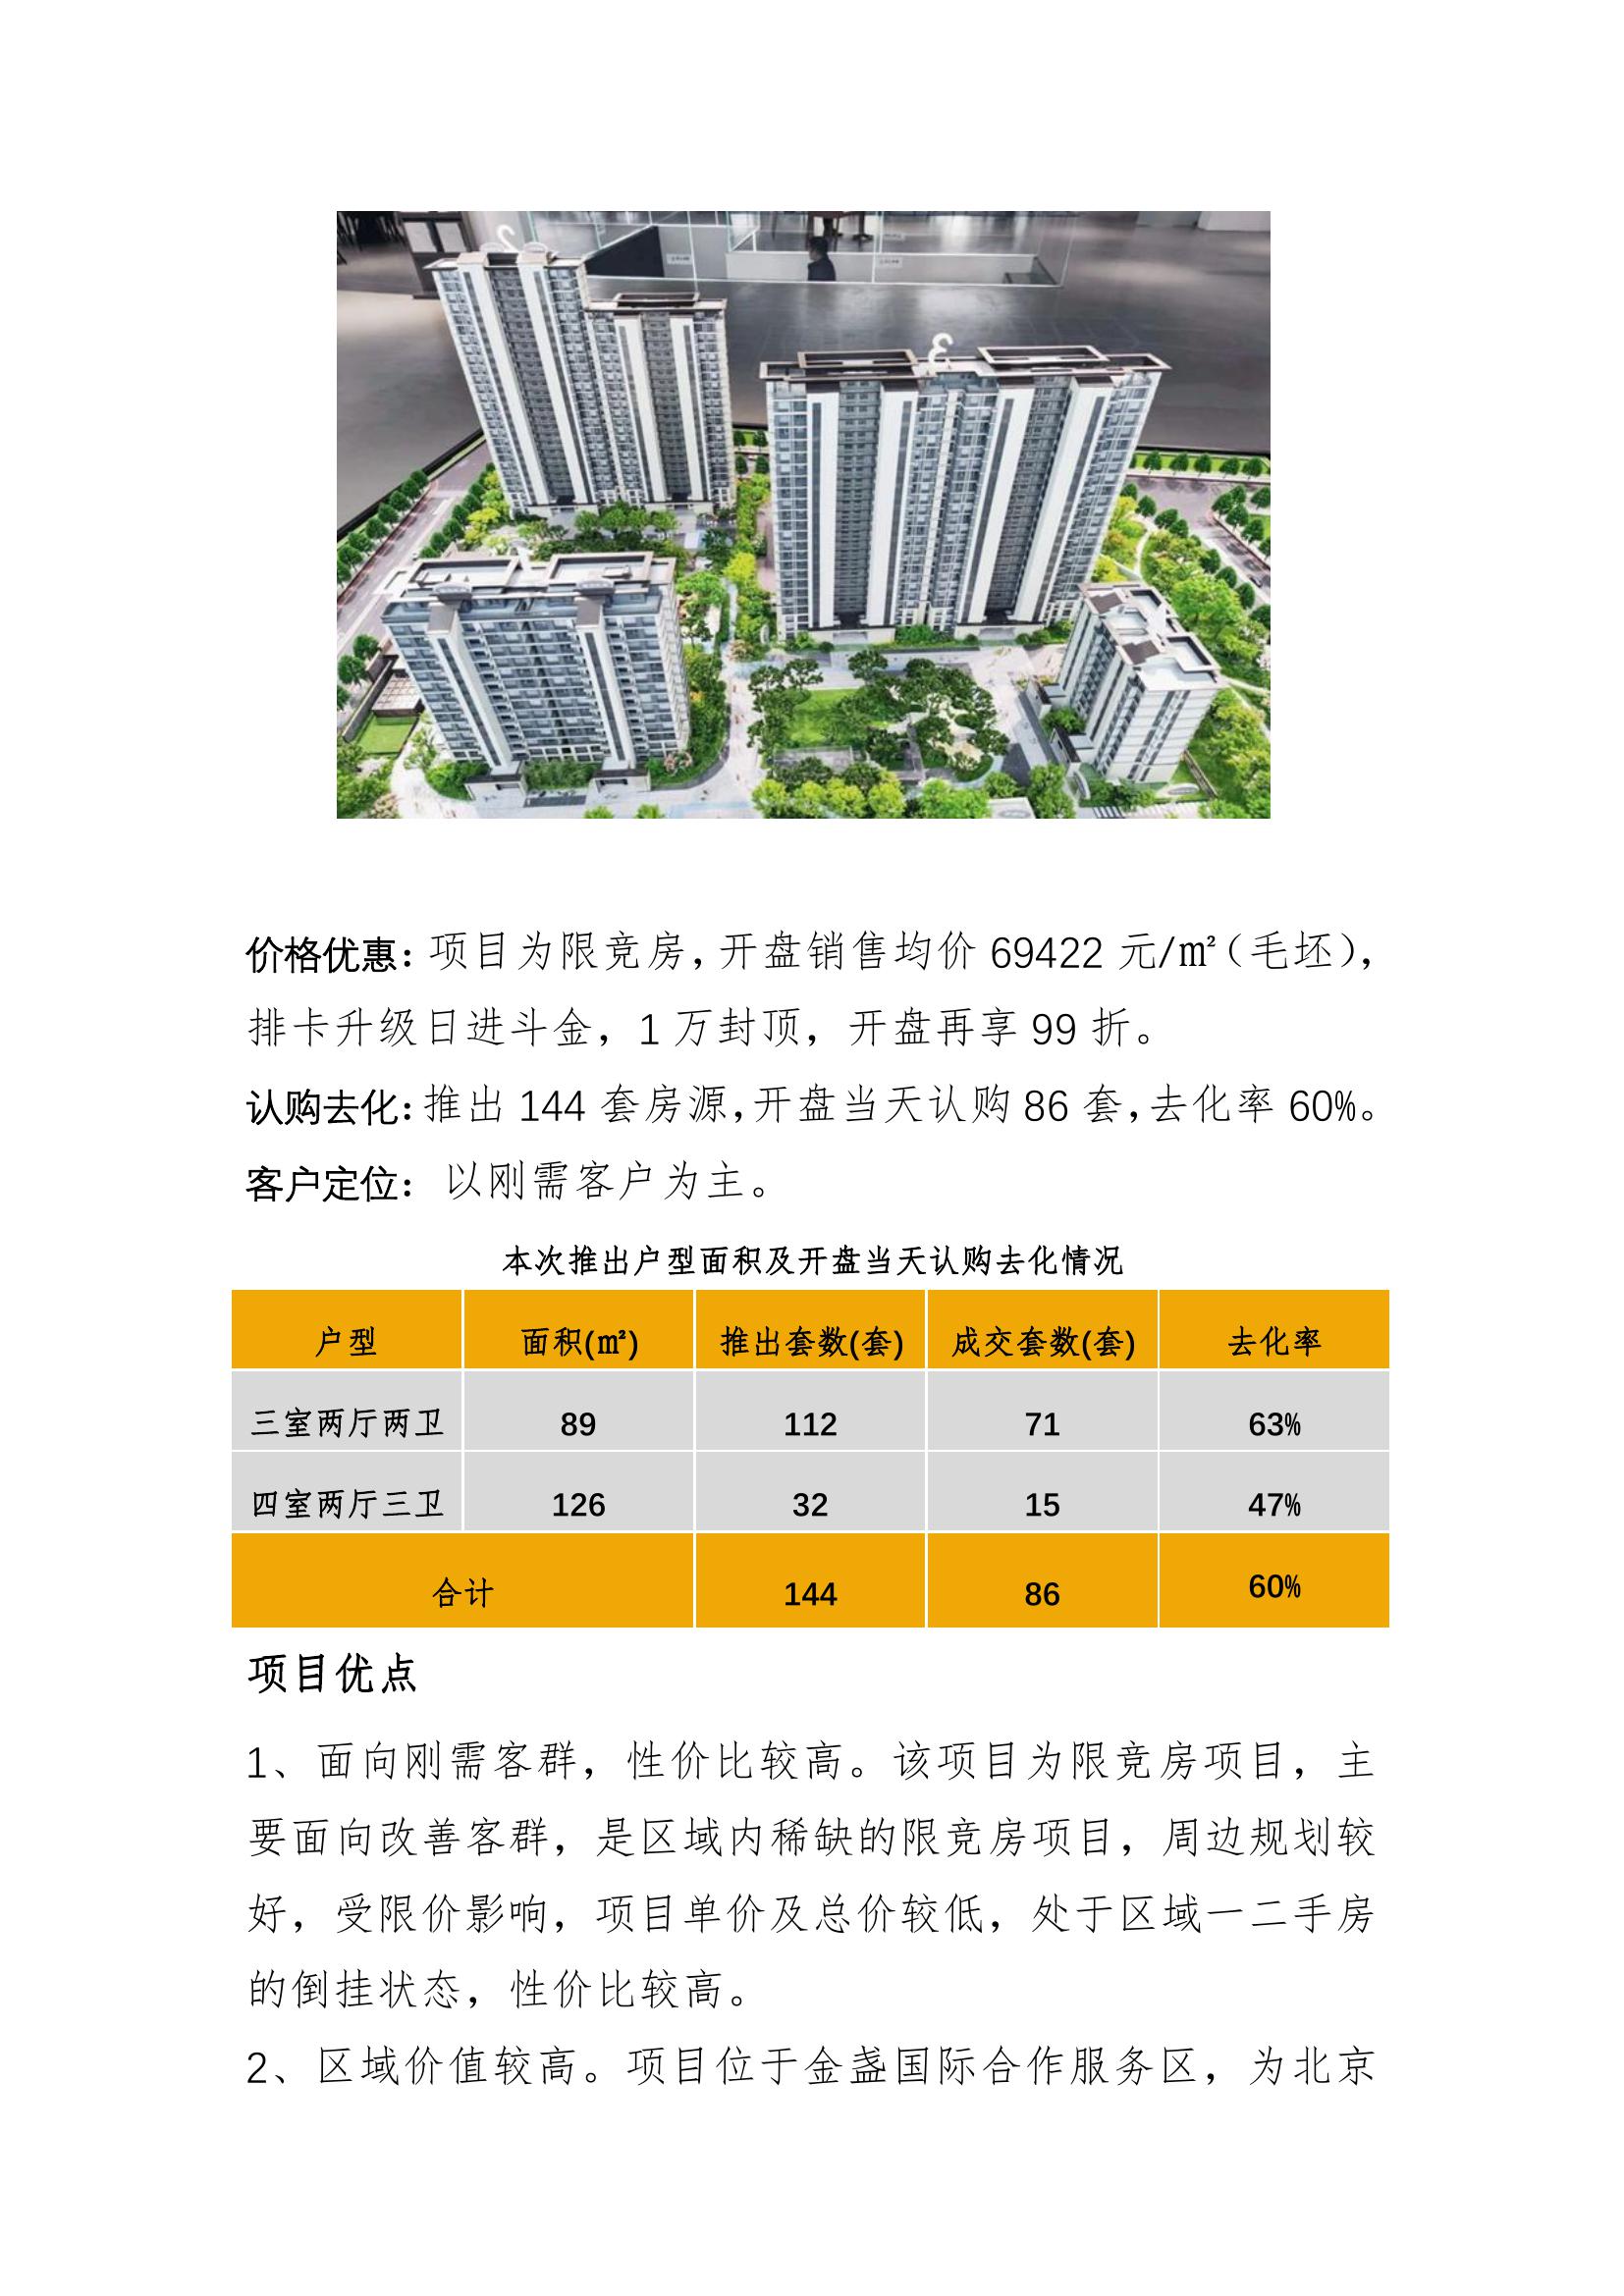 2
3
价格优惠：项目为限竞房，开盘销售均价 69422 元/㎡（毛坯），
排卡升级日进斗金，1 万封顶，开盘再享 99 折。
认购去化：推出 144 套房源，开盘当天认购 86 套，去化率 60%。
客户定位： 以刚需客户为主。
本次推出户型面积及开盘当天认购去化情况
户型 面积(㎡) 推出套数(套) 成交套数(套) 去化率
三室两厅两卫 89 112 71 63%
四室两厅三卫 126 32 15 47%
合计 144 86 60%
项目优点
1、面向刚需客群，性价比较高。该项目为限竞房项目，主
要面向改善客群，是区域内稀缺的限竞房项目，周边规划较
好，受限价影响，项目单价及总价较低，处于区域一二手房
的倒挂状态，性价比较高。
2、区域价值较高。项目位于金盏国际合作服务区，为北京